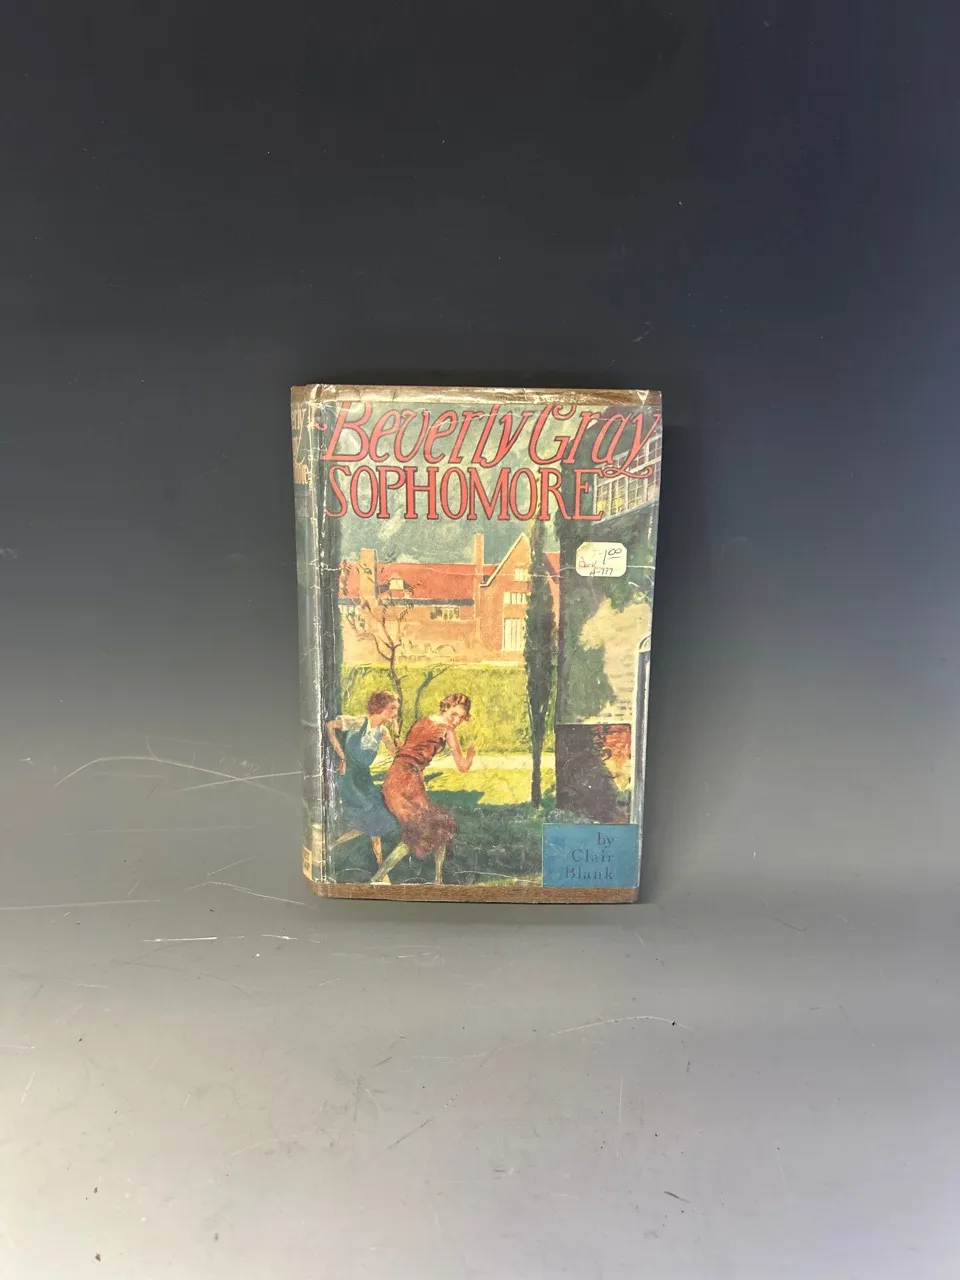 Beverly Gray
SOPHOMORE
1.00
by
Clair
Blank